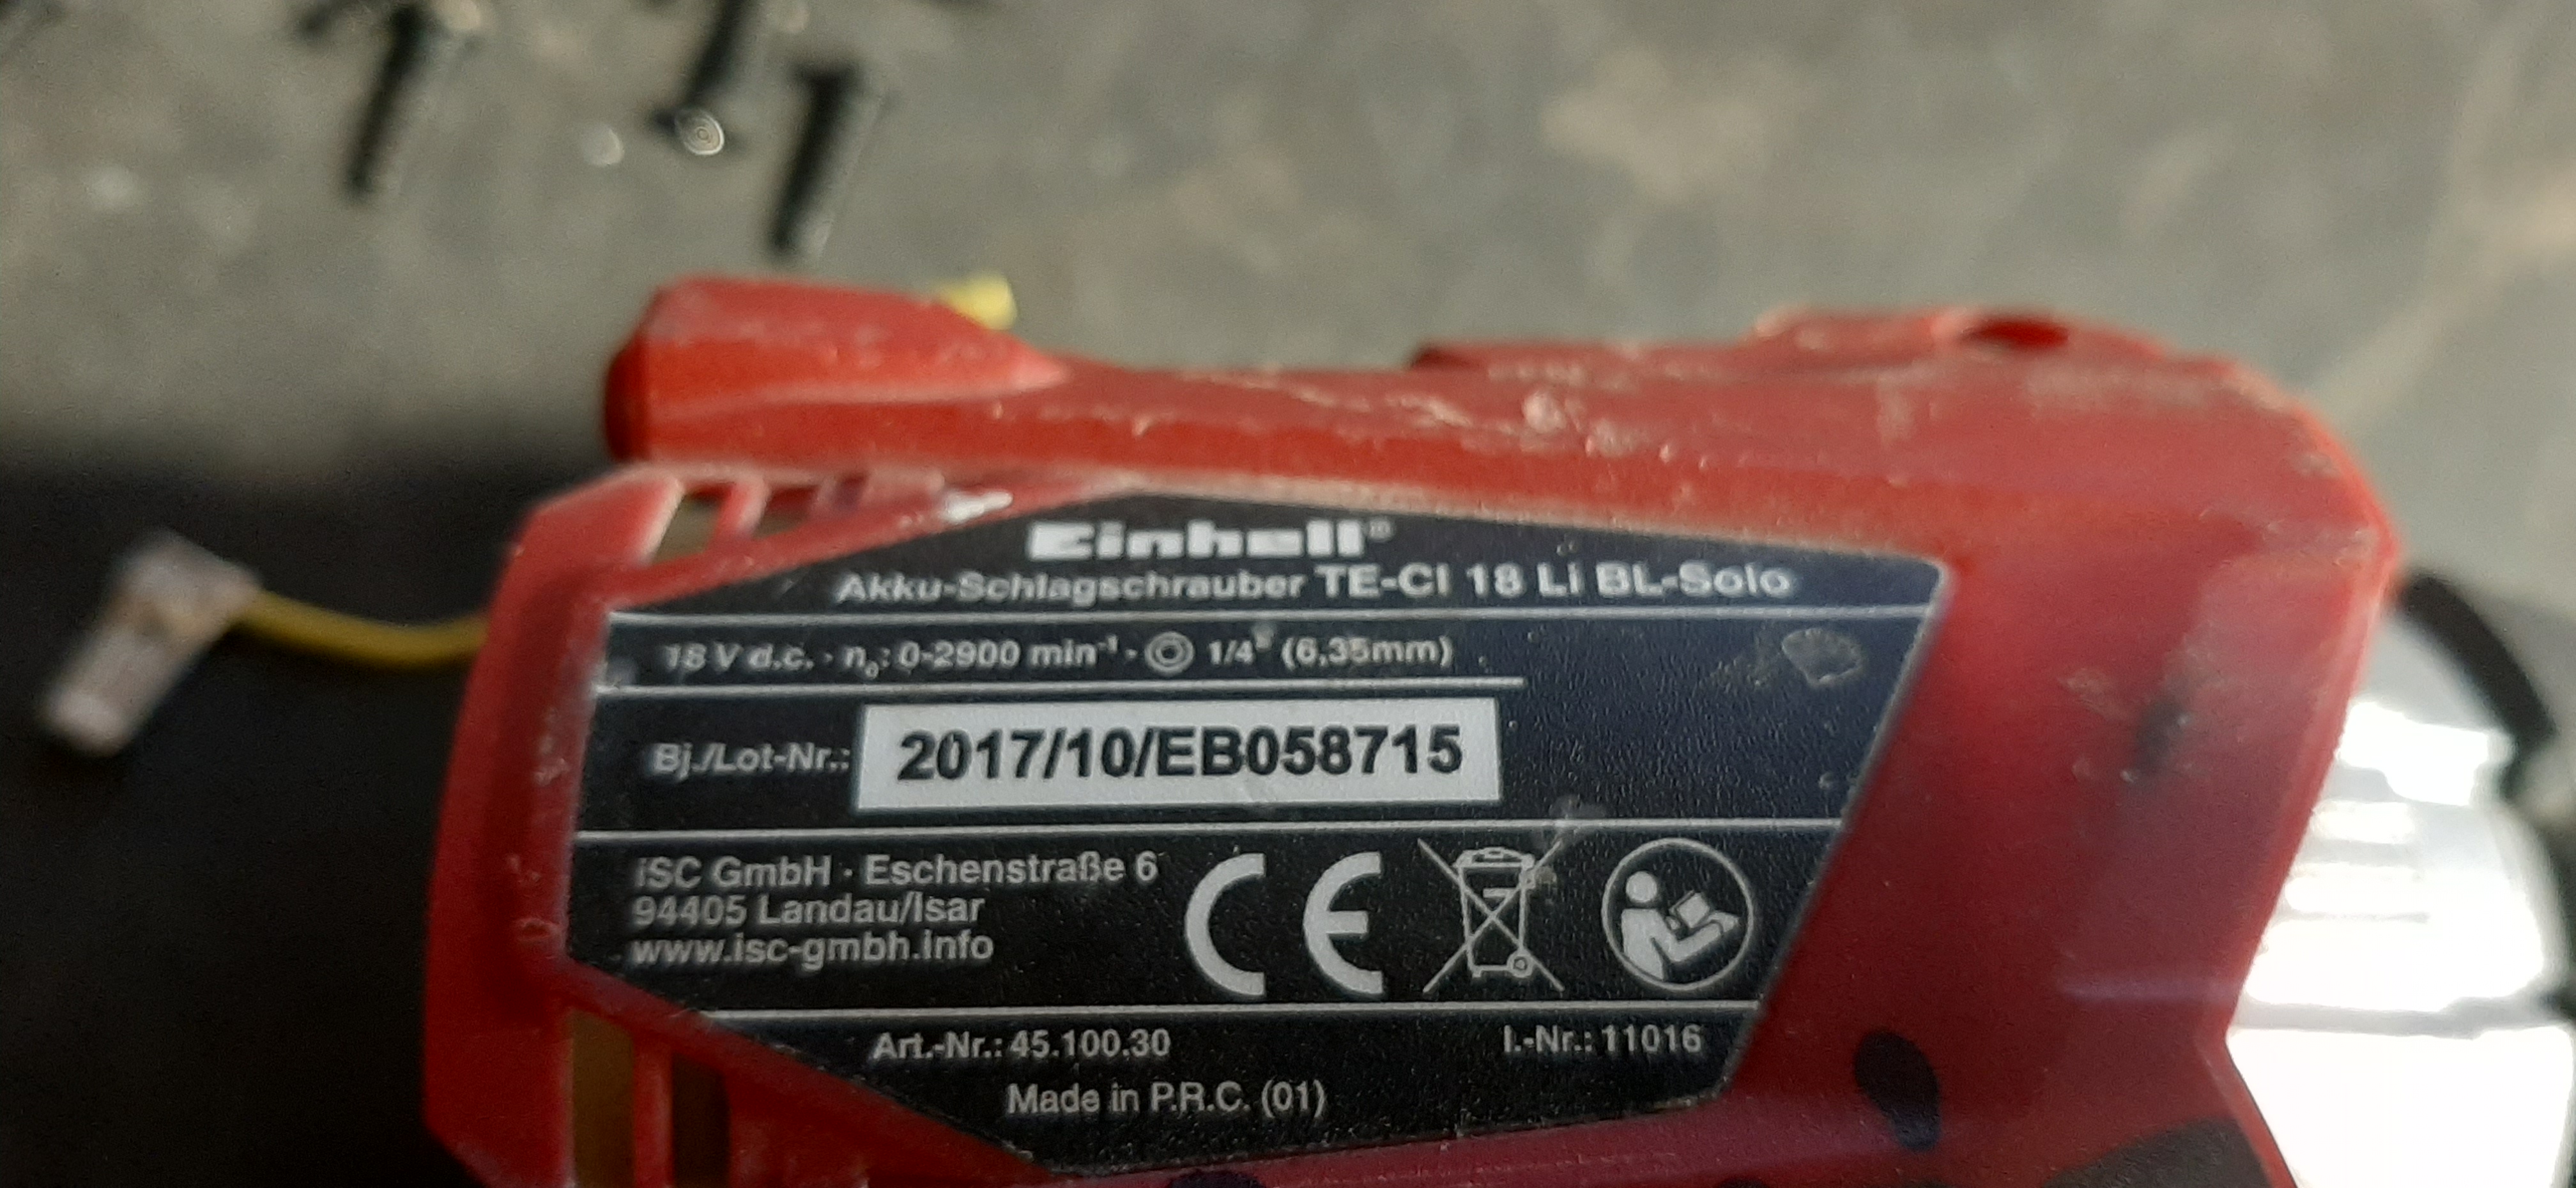 Einhell®
Akku-Schlagschrauber TE-CI 18 Li BL-Solo
18 V d.c. · n₀: 0-2900 min⁻¹ · 1/4" (6,35mm)
Bj./Lot-Nr.: 2017/10/EB058715
iSC GmbH · Eschenstraße 6
94405 Landau/Isar
www.isc-gmbh.info
CE
Art.-Nr.: 45.100.30 I.-Nr.: 11016
Made in P.R.C. (01)